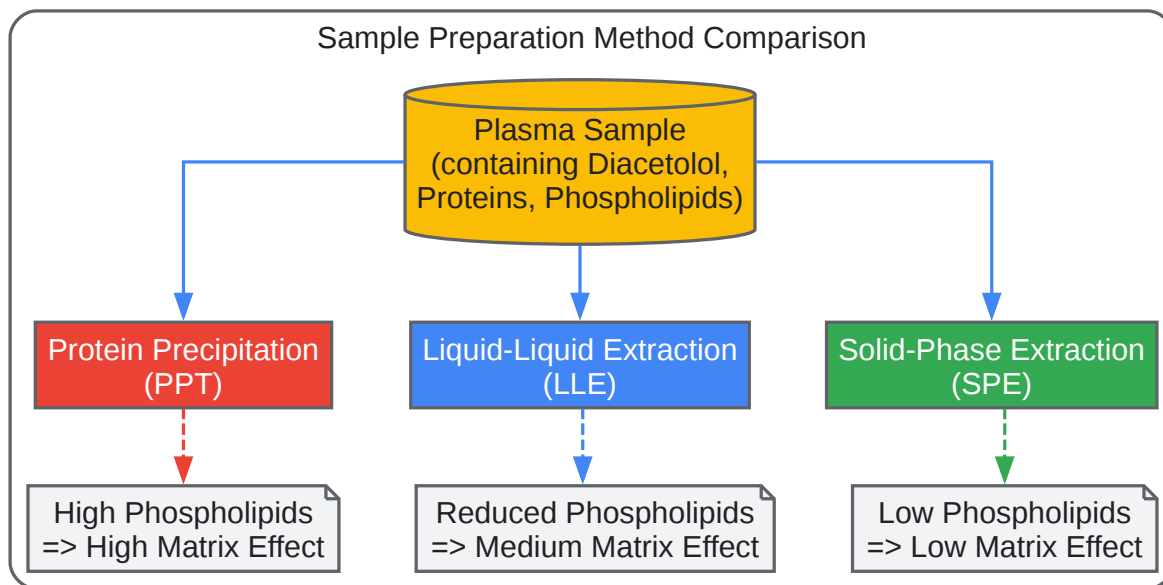 Sample Preparation Method Comparison
Plasma Sample
(containing Diacetolol,
Proteins, Phospholipids)
Protein Precipitation
(PPT)
Liquid-Liquid Extraction
(LLE)
Solid-Phase Extraction
(SPE)
High Phospholipids
=> High Matrix Effect
Reduced Phospholipids
=> Medium Matrix Effect
Low Phospholipids
=> Low Matrix Effect